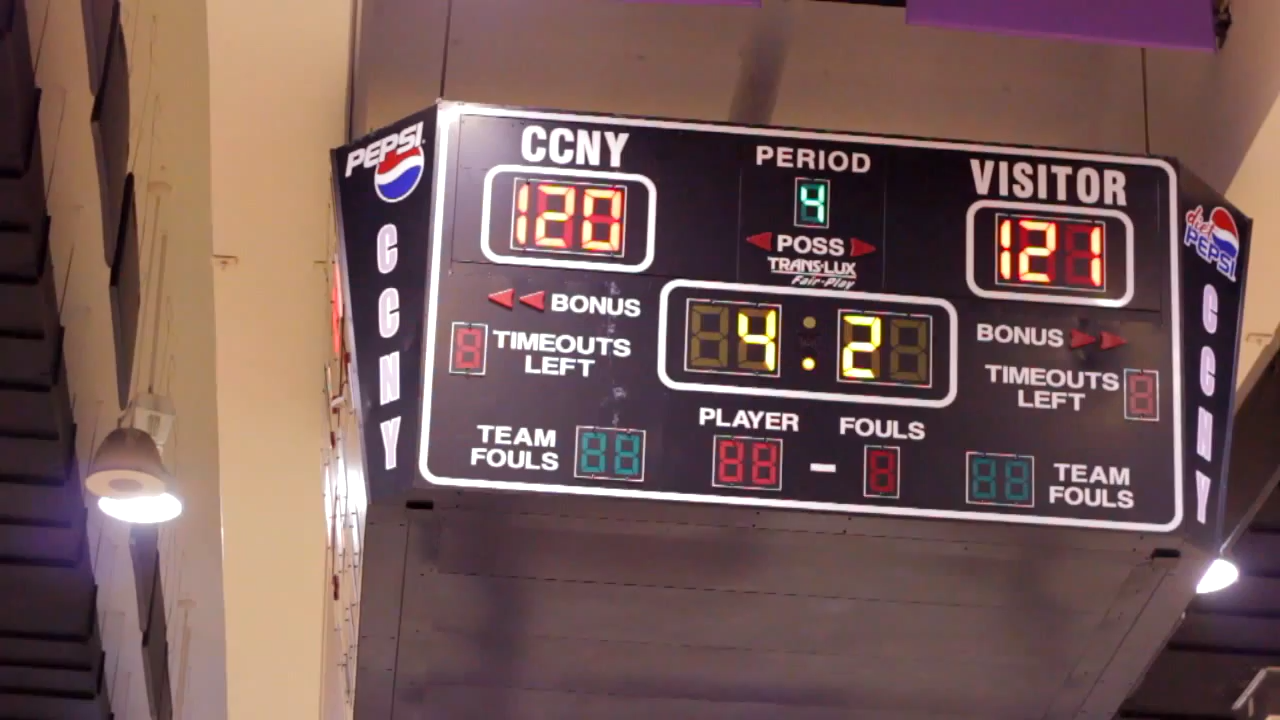 PEPSI
CCNY
CCNY
120
PERIOD
4
POSS
TRANS-LUX
Fair-Play
VISITOR
121
diet
PEPSI
CCNY
BONUS
TIMEOUTS
LEFT
4.2
BONUS
TIMEOUTS
LEFT
TEAM
FOULS
PLAYER - FOULS
TEAM
FOULS